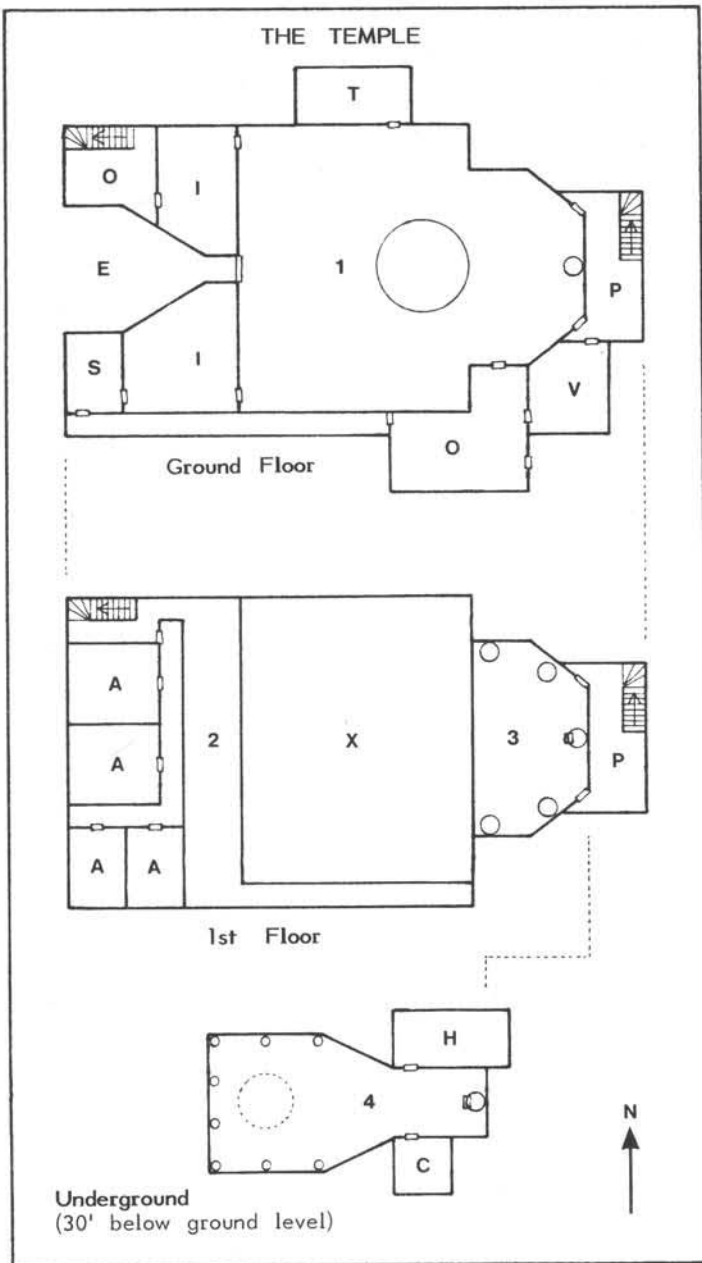 THE TEMPLE
T
O
I
E
1
P
S
I
V
O
Ground Floor
A
2
X
3
A
P
A
A
1st Floor
H
4
N
C
Underground
(30' below ground level)